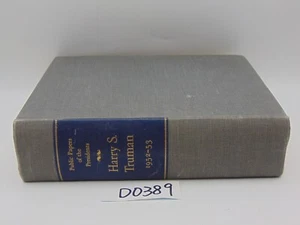 Public Papers
of the
Presidents
Harry S.
Truman
1952-53
D0389